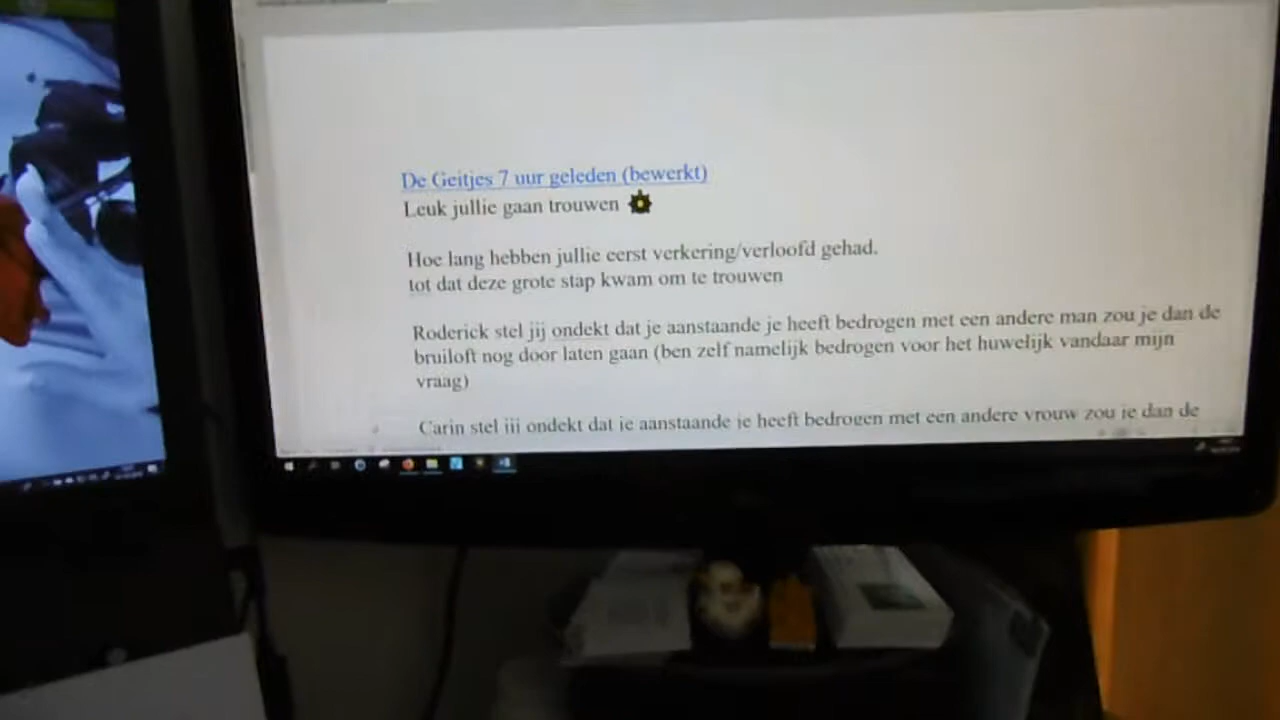 De Geitjes 7 uur geleden (bewerkt)
Leuk jullie gaan trouwen
Hoe lang hebben jullie eerst verkering/verloofd gehad.
tot dat deze grote stap kwam om te trouwen
Roderick stel jij ondekt dat je aanstaande je heeft bedrogen met een andere man zou je dan de
bruiloft nog door laten gaan (ben zelf namelijk bedrogen voor het huwelijk vandaar mijn
vraag)
Carin stel jij ondekt dat je aanstaande je heeft bedrogen met een andere vrouw zou je dan de